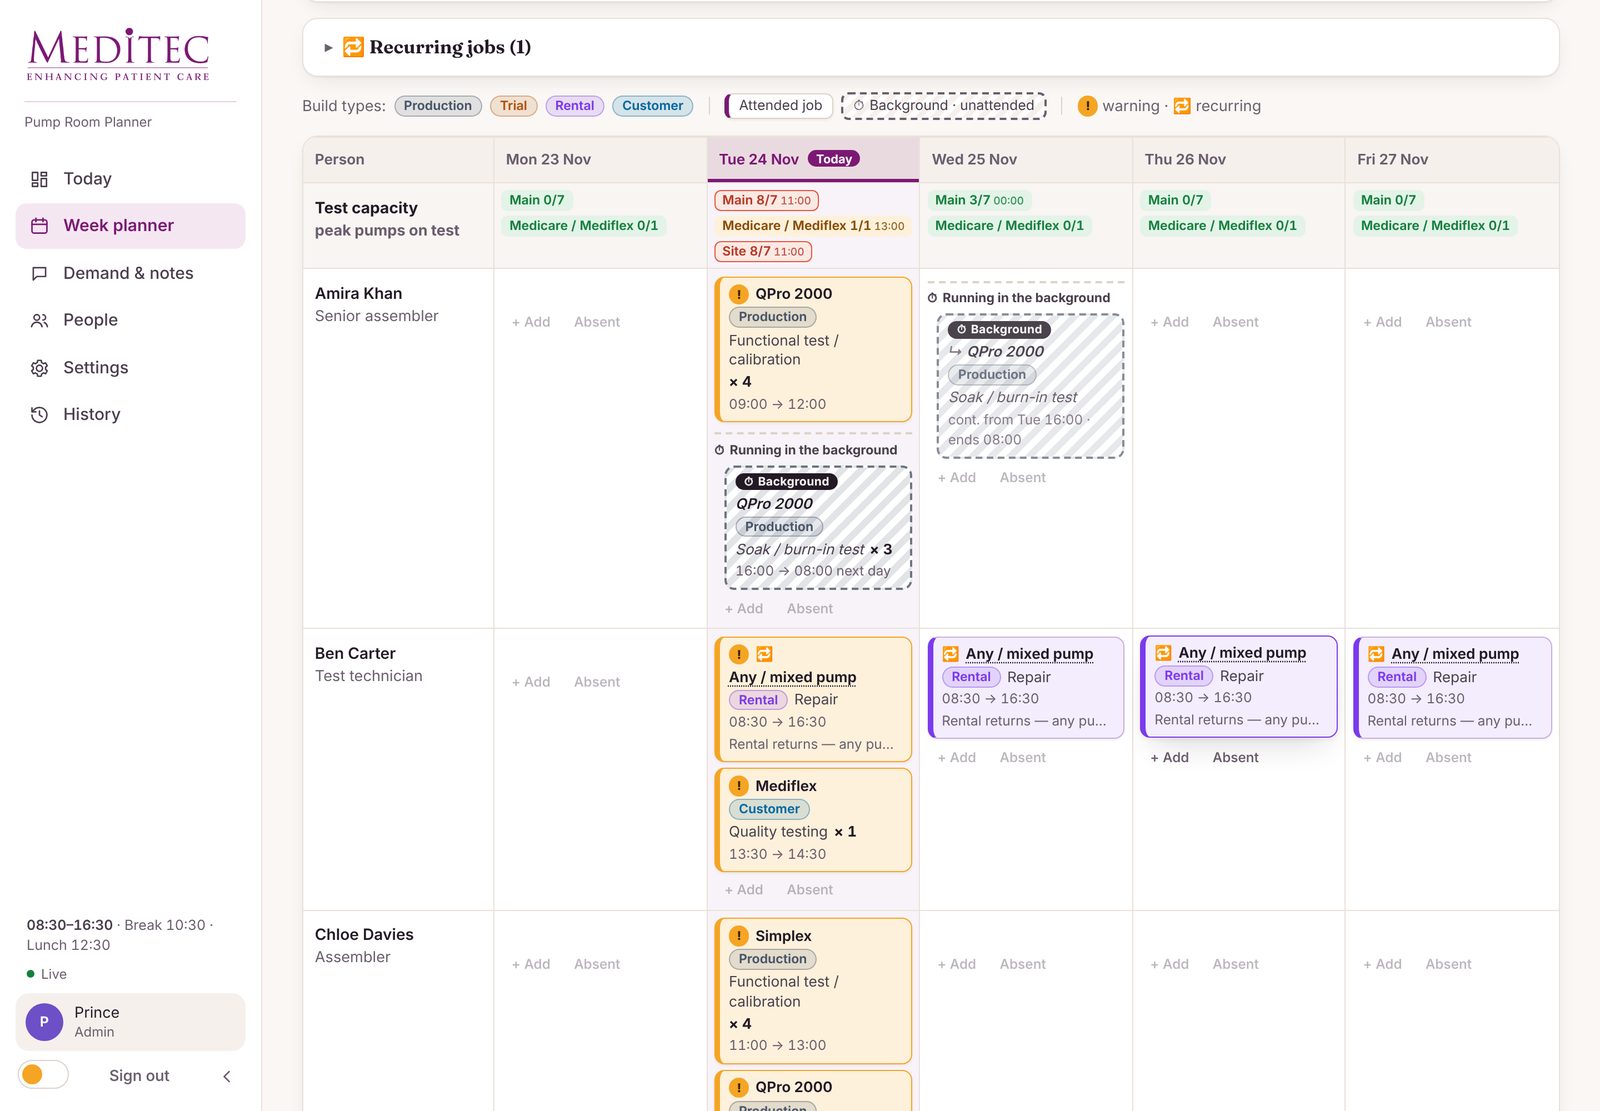 MEDITEC
ENHANCING PATIENT CARE
Pump Room Planner
Today
Week planner
Demand & notes
People
Settings
History
08:30–16:30 · Break 10:30 ·
Lunch 12:30
Live
P
Prince
Admin
Sign out
Recurring jobs (1)
Build types: Production Trial Rental Customer Attended job Background · unattended ! warning · recurring
Person Mon 23 Nov Tue 24 Nov Today Wed 25 Nov Thu 26 Nov Fri 27 Nov
Test capacity
peak pumps on test
Main 0/7
Medicare / Mediflex 0/1
Main 8/7 11:00
Medicare / Mediflex 1/1 13:00
Site 8/7 11:00
Main 3/7 00:00
Medicare / Mediflex 0/1
Main 0/7
Medicare / Mediflex 0/1
Main 0/7
Medicare / Mediflex 0/1
Amira Khan
Senior assembler
+ Add Absent
! QPro 2000
Production
Functional test /
calibration
× 4
09:00 → 12:00
Running in the background
Background
QPro 2000
Production
Soak / burn-in test × 3
16:00 → 08:00 next day
+ Add Absent
Running in the background
Background
↳ QPro 2000
Production
Soak / burn-in test
cont. from Tue 16:00 ·
ends 08:00
+ Add Absent
+ Add Absent
+ Add Absent
Ben Carter
Test technician
+ Add Absent
!
Any / mixed pump
Rental Repair
08:30 → 16:30
Rental returns — any pu...
! Mediflex
Customer
Quality testing × 1
13:30 → 14:30
+ Add Absent
Any / mixed pump
Rental Repair
08:30 → 16:30
Rental returns — any pu...
+ Add Absent
Any / mixed pump
Rental Repair
08:30 → 16:30
Rental returns — any pu...
+ Add Absent
Any / mixed pump
Rental Repair
08:30 → 16:30
Rental returns — any pu...
+ Add Absent
Chloe Davies
Assembler
+ Add Absent
! Simplex
Production
Functional test /
calibration
× 4
11:00 → 13:00
! QPro 2000
Production
+ Add Absent
+ Add Absent
+ Add Absent